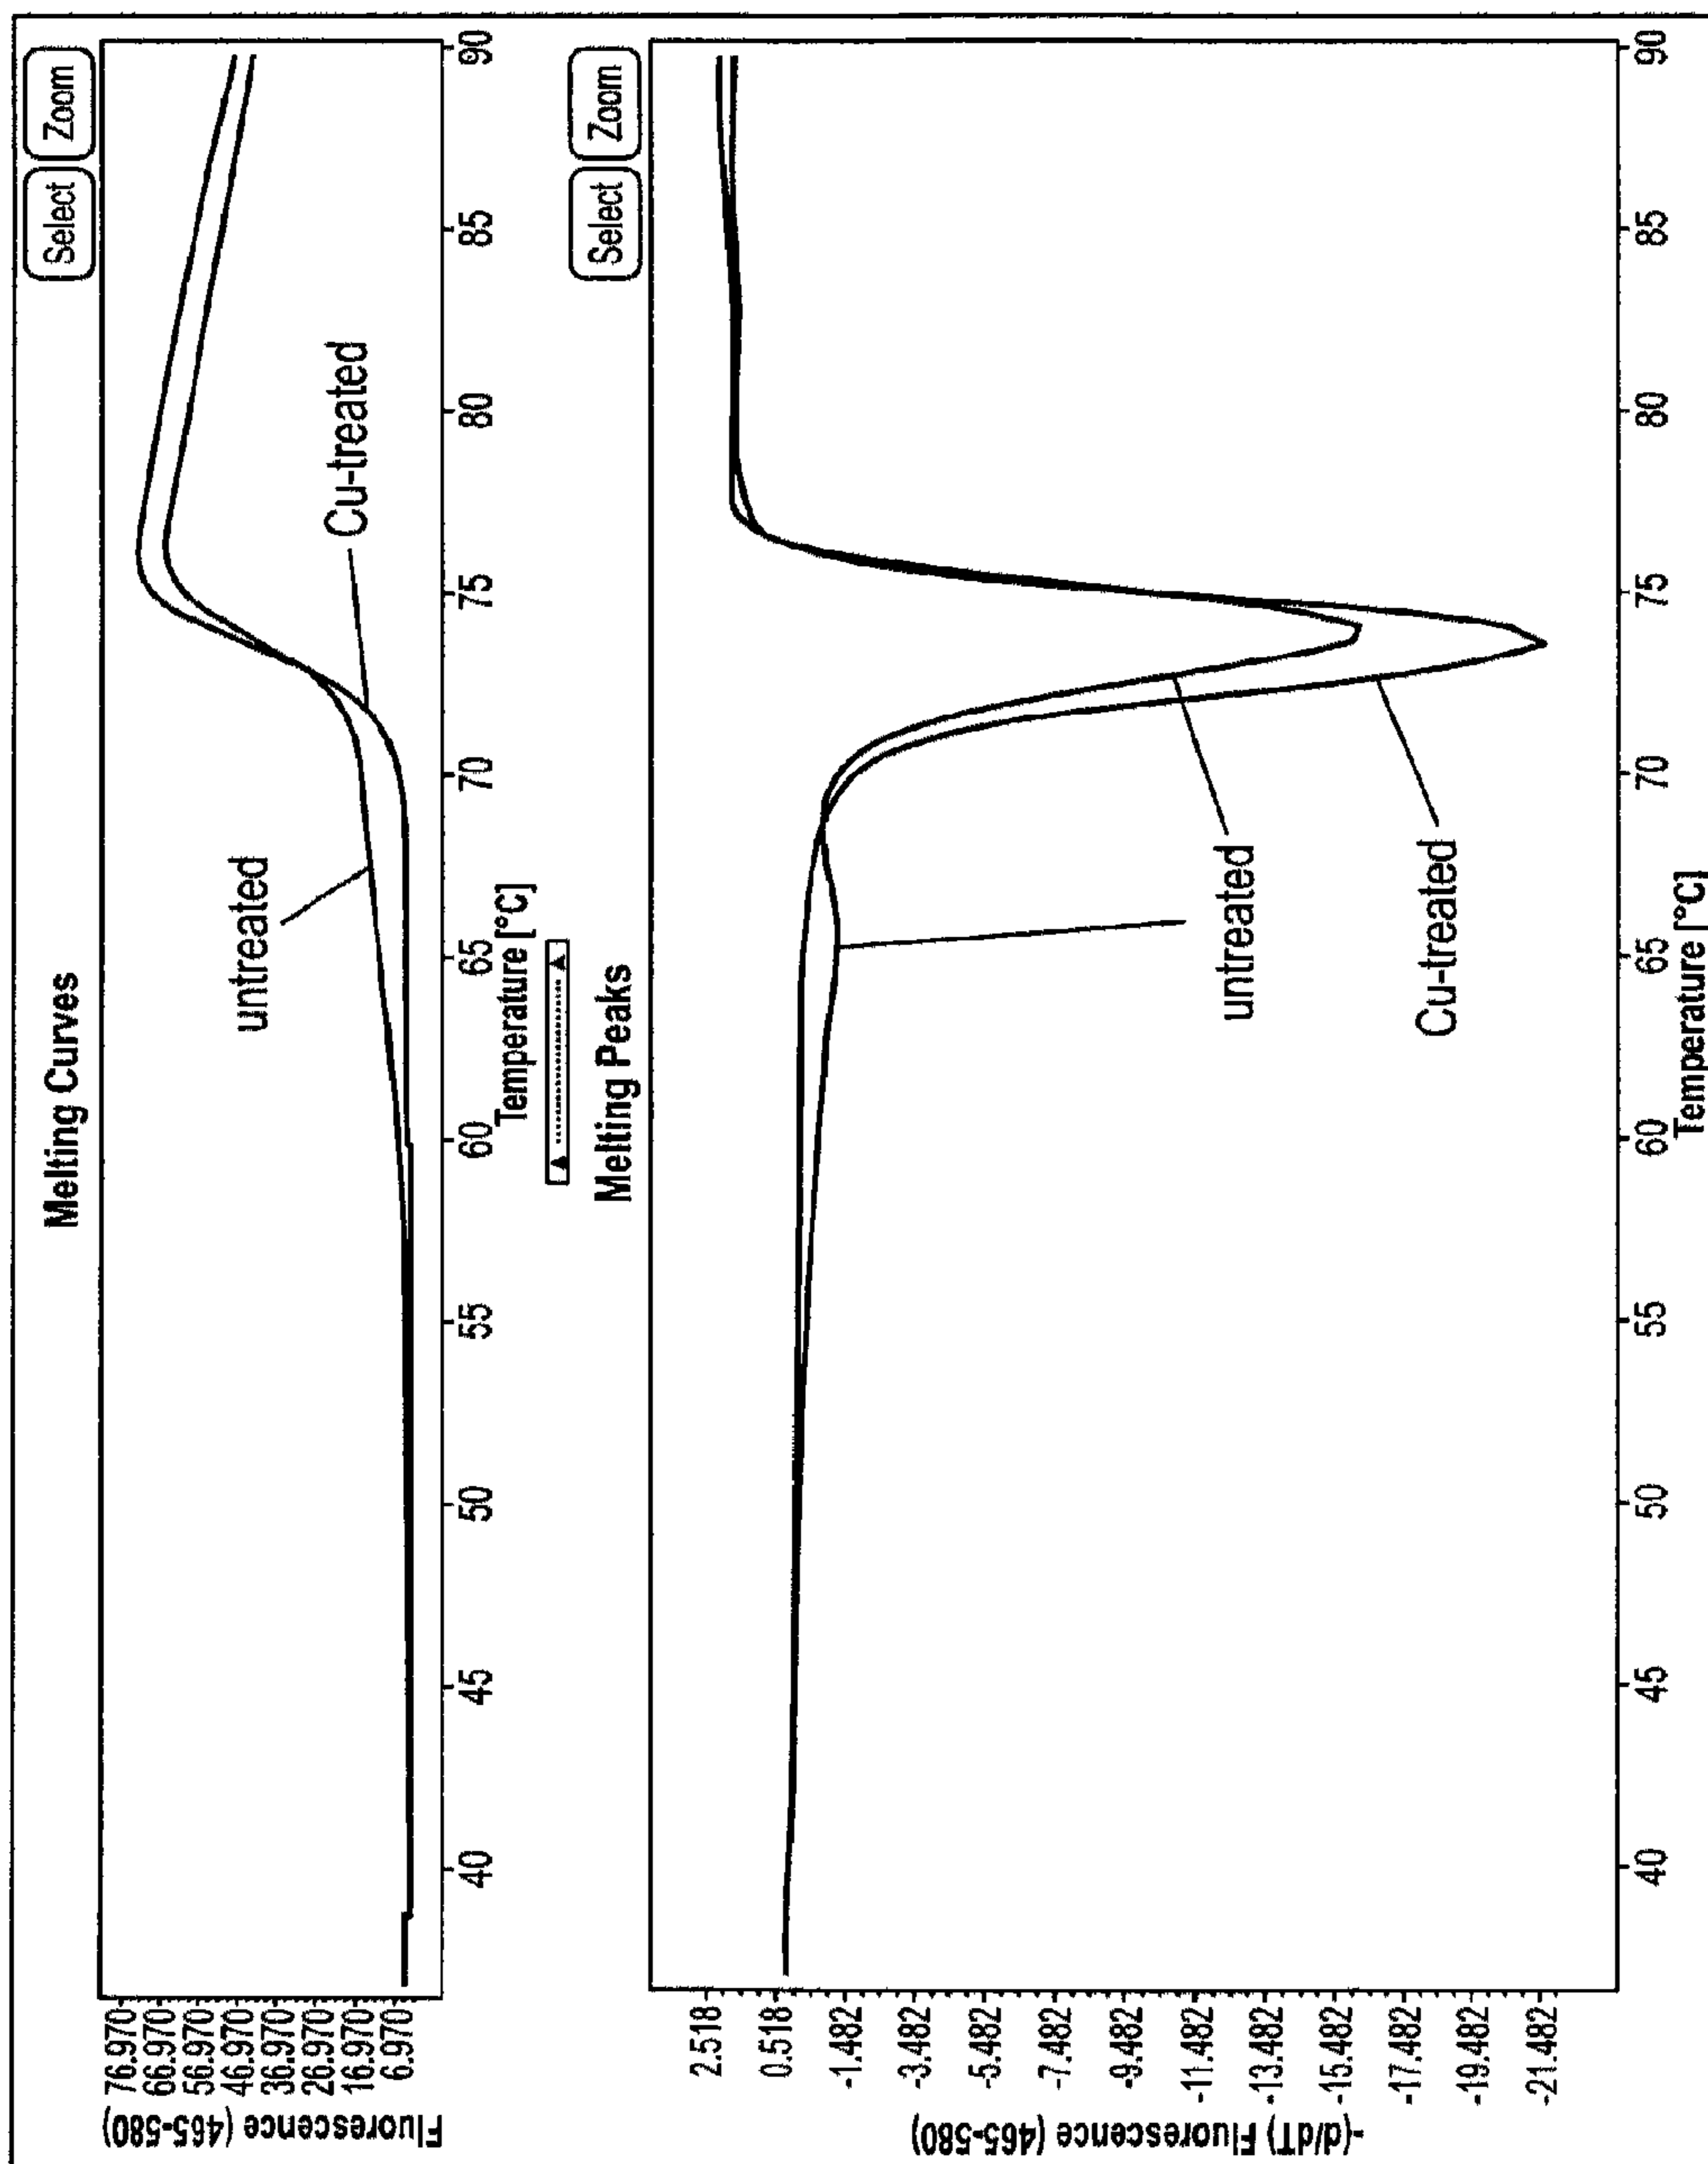 Melting Curves
Select Zoom
Fluorescence (465-580)
76.970
66.970
56.970
46.970
36.970
26.970
16.970
6.970
untreated
Cu-treated
40 45 50 55 60 65 70 75 80 85 90
Temperature [°C]
Melting Peaks
Select Zoom
-(d/dT) Fluorescence (465-580)
2.518
0.518
-1.482
-3.482
-5.482
-7.482
-9.482
-11.482
-13.482
-15.482
-17.482
-19.482
-21.482
untreated
Cu-treated
40 45 50 55 60 65 70 75 80 85 90
Temperature [°C]